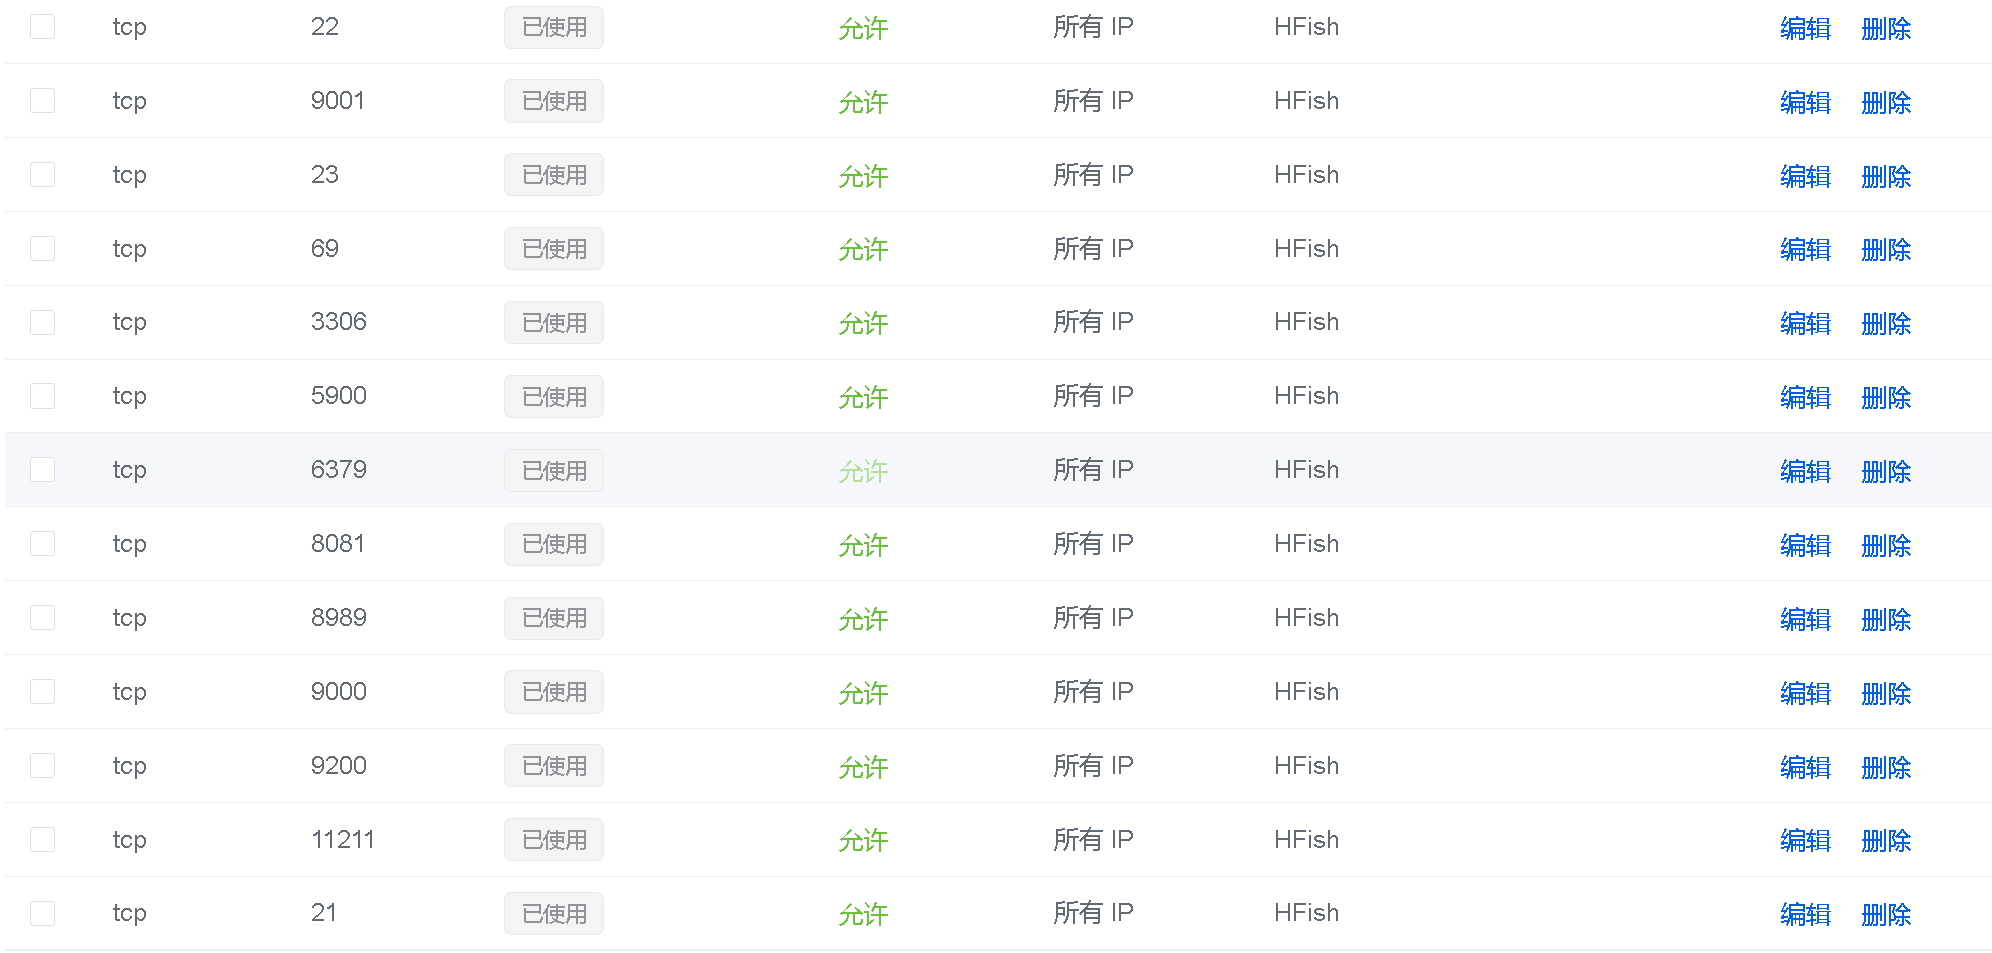 tcp 22 已使用 允许 所有 IP HFish 编辑 删除
tcp 9001 已使用 允许 所有 IP HFish 编辑 删除
tcp 23 已使用 允许 所有 IP HFish 编辑 删除
tcp 69 已使用 允许 所有 IP HFish 编辑 删除
tcp 3306 已使用 允许 所有 IP HFish 编辑 删除
tcp 5900 已使用 允许 所有 IP HFish 编辑 删除
tcp 6379 已使用 允许 所有 IP HFish 编辑 删除
tcp 8081 已使用 允许 所有 IP HFish 编辑 删除
tcp 8989 已使用 允许 所有 IP HFish 编辑 删除
tcp 9000 已使用 允许 所有 IP HFish 编辑 删除
tcp 9200 已使用 允许 所有 IP HFish 编辑 删除
tcp 11211 已使用 允许 所有 IP HFish 编辑 删除
tcp 21 已使用 允许 所有 IP HFish 编辑 删除